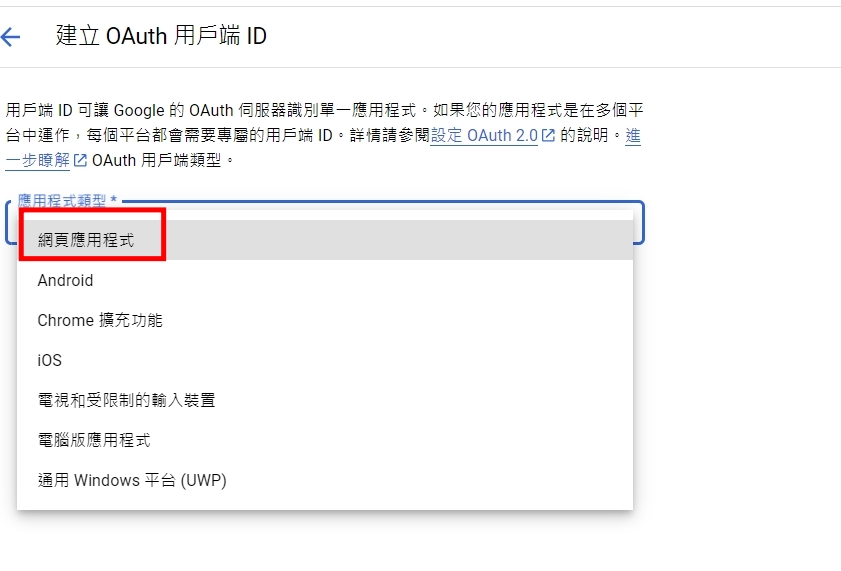 建立 OAuth 用戶端 ID
用戶端 ID 可讓 Google 的 OAuth 伺服器識別單一應用程式。如果您的應用程式是在多個平
台中運作，每個平台都會需要專屬的用戶端 ID。詳情請參閱設定 OAuth 2.0 的說明。進
一步瞭解 OAuth 用戶端類型。
應用程式類型 *
網頁應用程式
Android
Chrome 擴充功能
iOS
電視和受限制的輸入裝置
電腦版應用程式
通用 Windows 平台 (UWP)